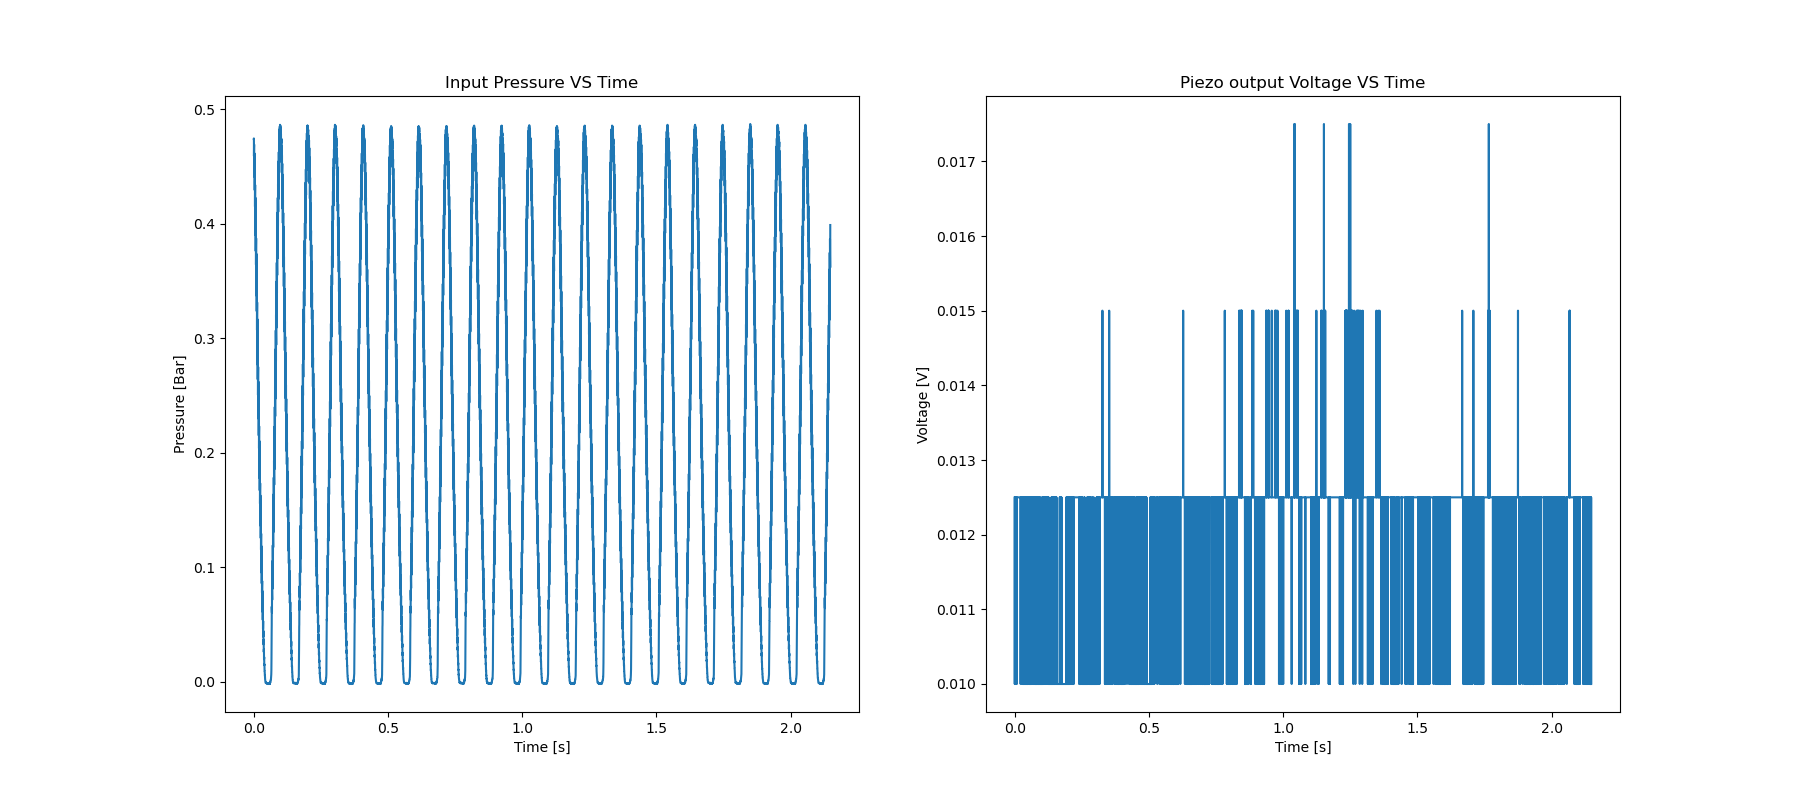 Input Pressure VS Time
Pressure [Bar]
0.5
0.4
0.3
0.2
0.1
0.0
0.0 0.5 1.0 1.5 2.0
Time [s]
Piezo output Voltage VS Time
Voltage [V]
0.017
0.016
0.015
0.014
0.013
0.012
0.011
0.010
0.0 0.5 1.0 1.5 2.0
Time [s]